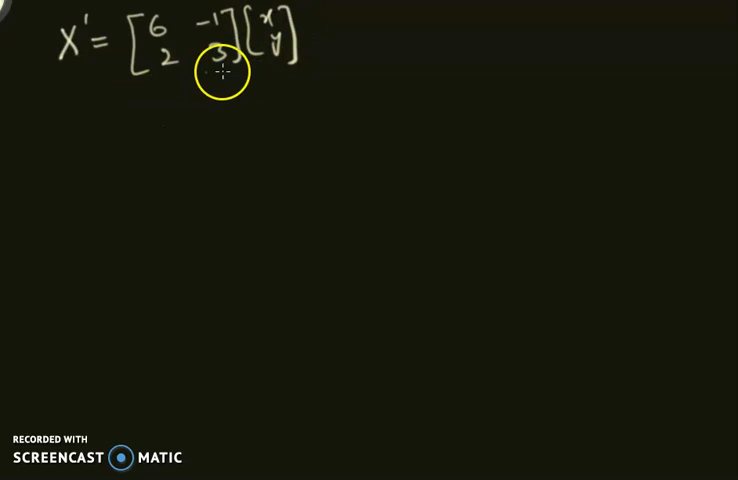 X' = [6 -1] [x]
[2 3] [y]
RECORDED WITH
SCREENCAST MATIC